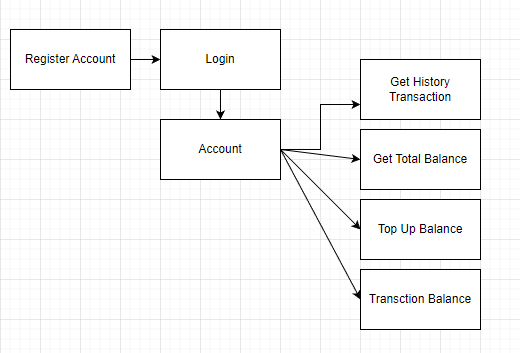 Register Account
Login
Get History
Transaction
Account
Get Total Balance
Top Up Balance
Transction Balance